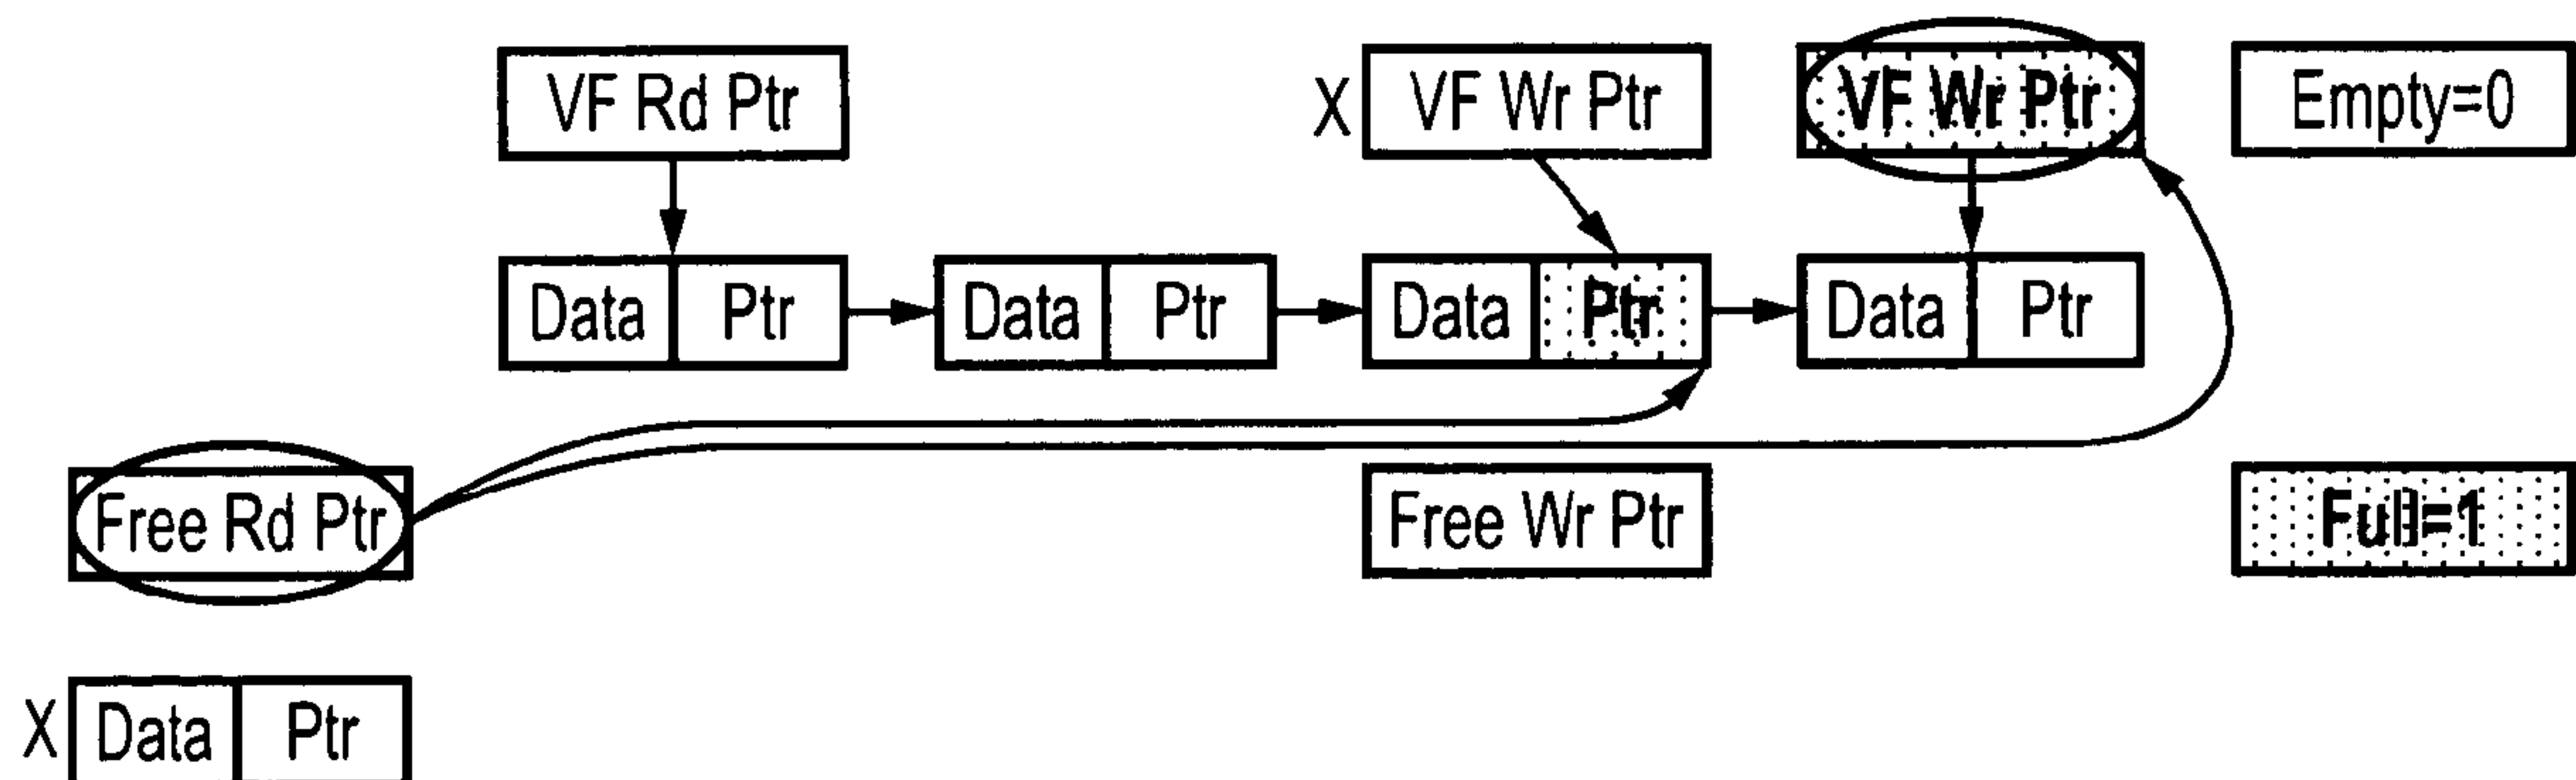 VF Rd Ptr X VF Wr Ptr VF Wr Ptr Empty=0
Data Ptr Data Ptr Data Ptr Data Ptr
Free Rd Ptr Free Wr Ptr Full=1
X Data Ptr